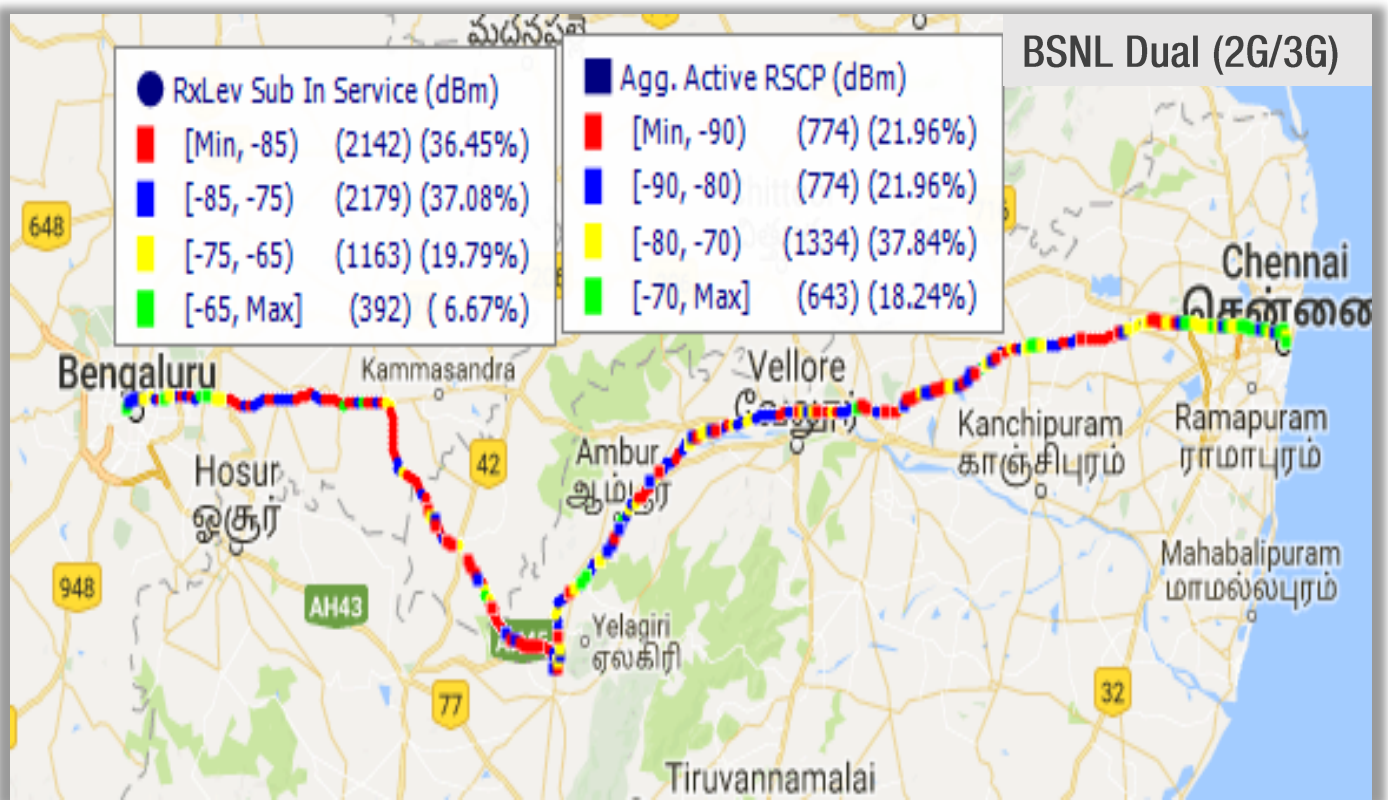 మదనపల్లె
BSNL Dual (2G/3G)
RxLev Sub In Service (dBm)
[Min, -85) (2142) (36.45%)
[-85, -75) (2179) (37.08%)
[-75, -65) (1163) (19.79%)
[-65, Max] (392) ( 6.67%)
Agg. Active RSCP (dBm)
[Min, -90) (774) (21.96%)
[-90, -80) (774) (21.96%)
[-80, -70) (1334) (37.84%)
[-70, Max] (643) (18.24%)
648
Chennai
சென்னை
Bengaluru
Kammasandra
Vellore
வேலூர்
Kanchipuram
காஞ்சிபுரம்
Ramapuram
ராமாபுரம்
Hosur
ஓசூர்
42
Ambur
ஆம்பூர்
948
AH43
Mahabalipuram
மாமல்லபுரம்
Yelagiri
ஏலகிரி
77
32
Tiruvannamalai